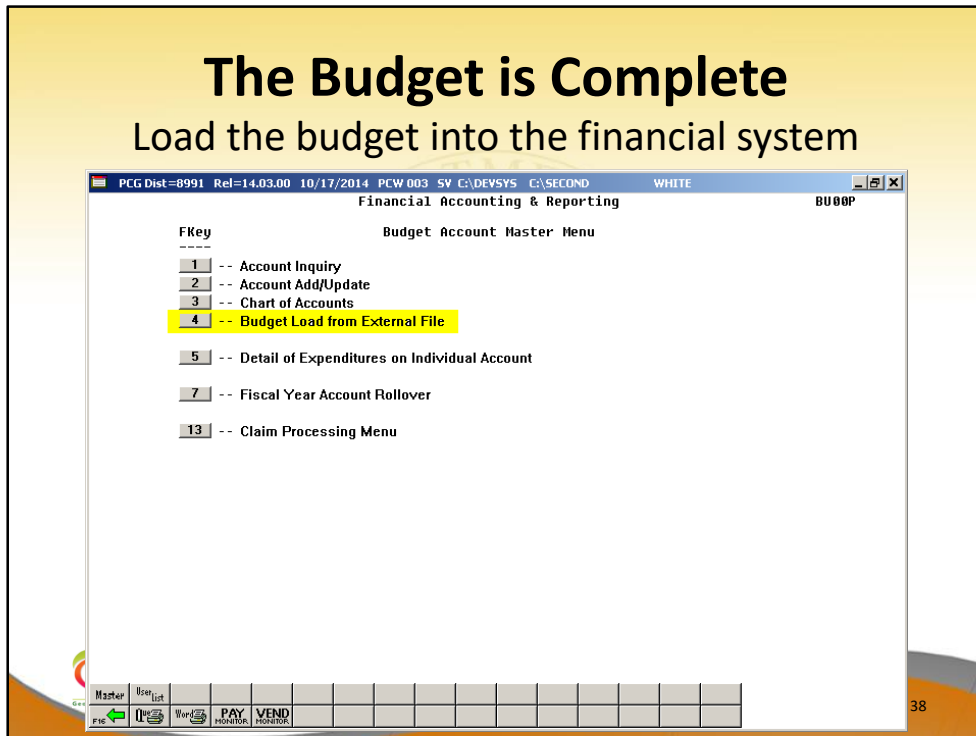 The Budget is Complete
Load the budget into the financial system
PCG Dist=8991 Rel=14.03.00 10/17/2014 PCW 003 SV C:\DEVSYS C:\SECOND WHITE
Financial Accounting & Reporting BU00P
FKey Budget Account Master Menu
----
1 -- Account Inquiry
2 -- Account Add/Update
3 -- Chart of Accounts
4 -- Budget Load from External File
5 -- Detail of Expenditures on Individual Account
7 -- Fiscal Year Account Rollover
13 -- Claim Processing Menu
Master User List
F16 Que Word PAY MONITOR VEND MONITOR
38